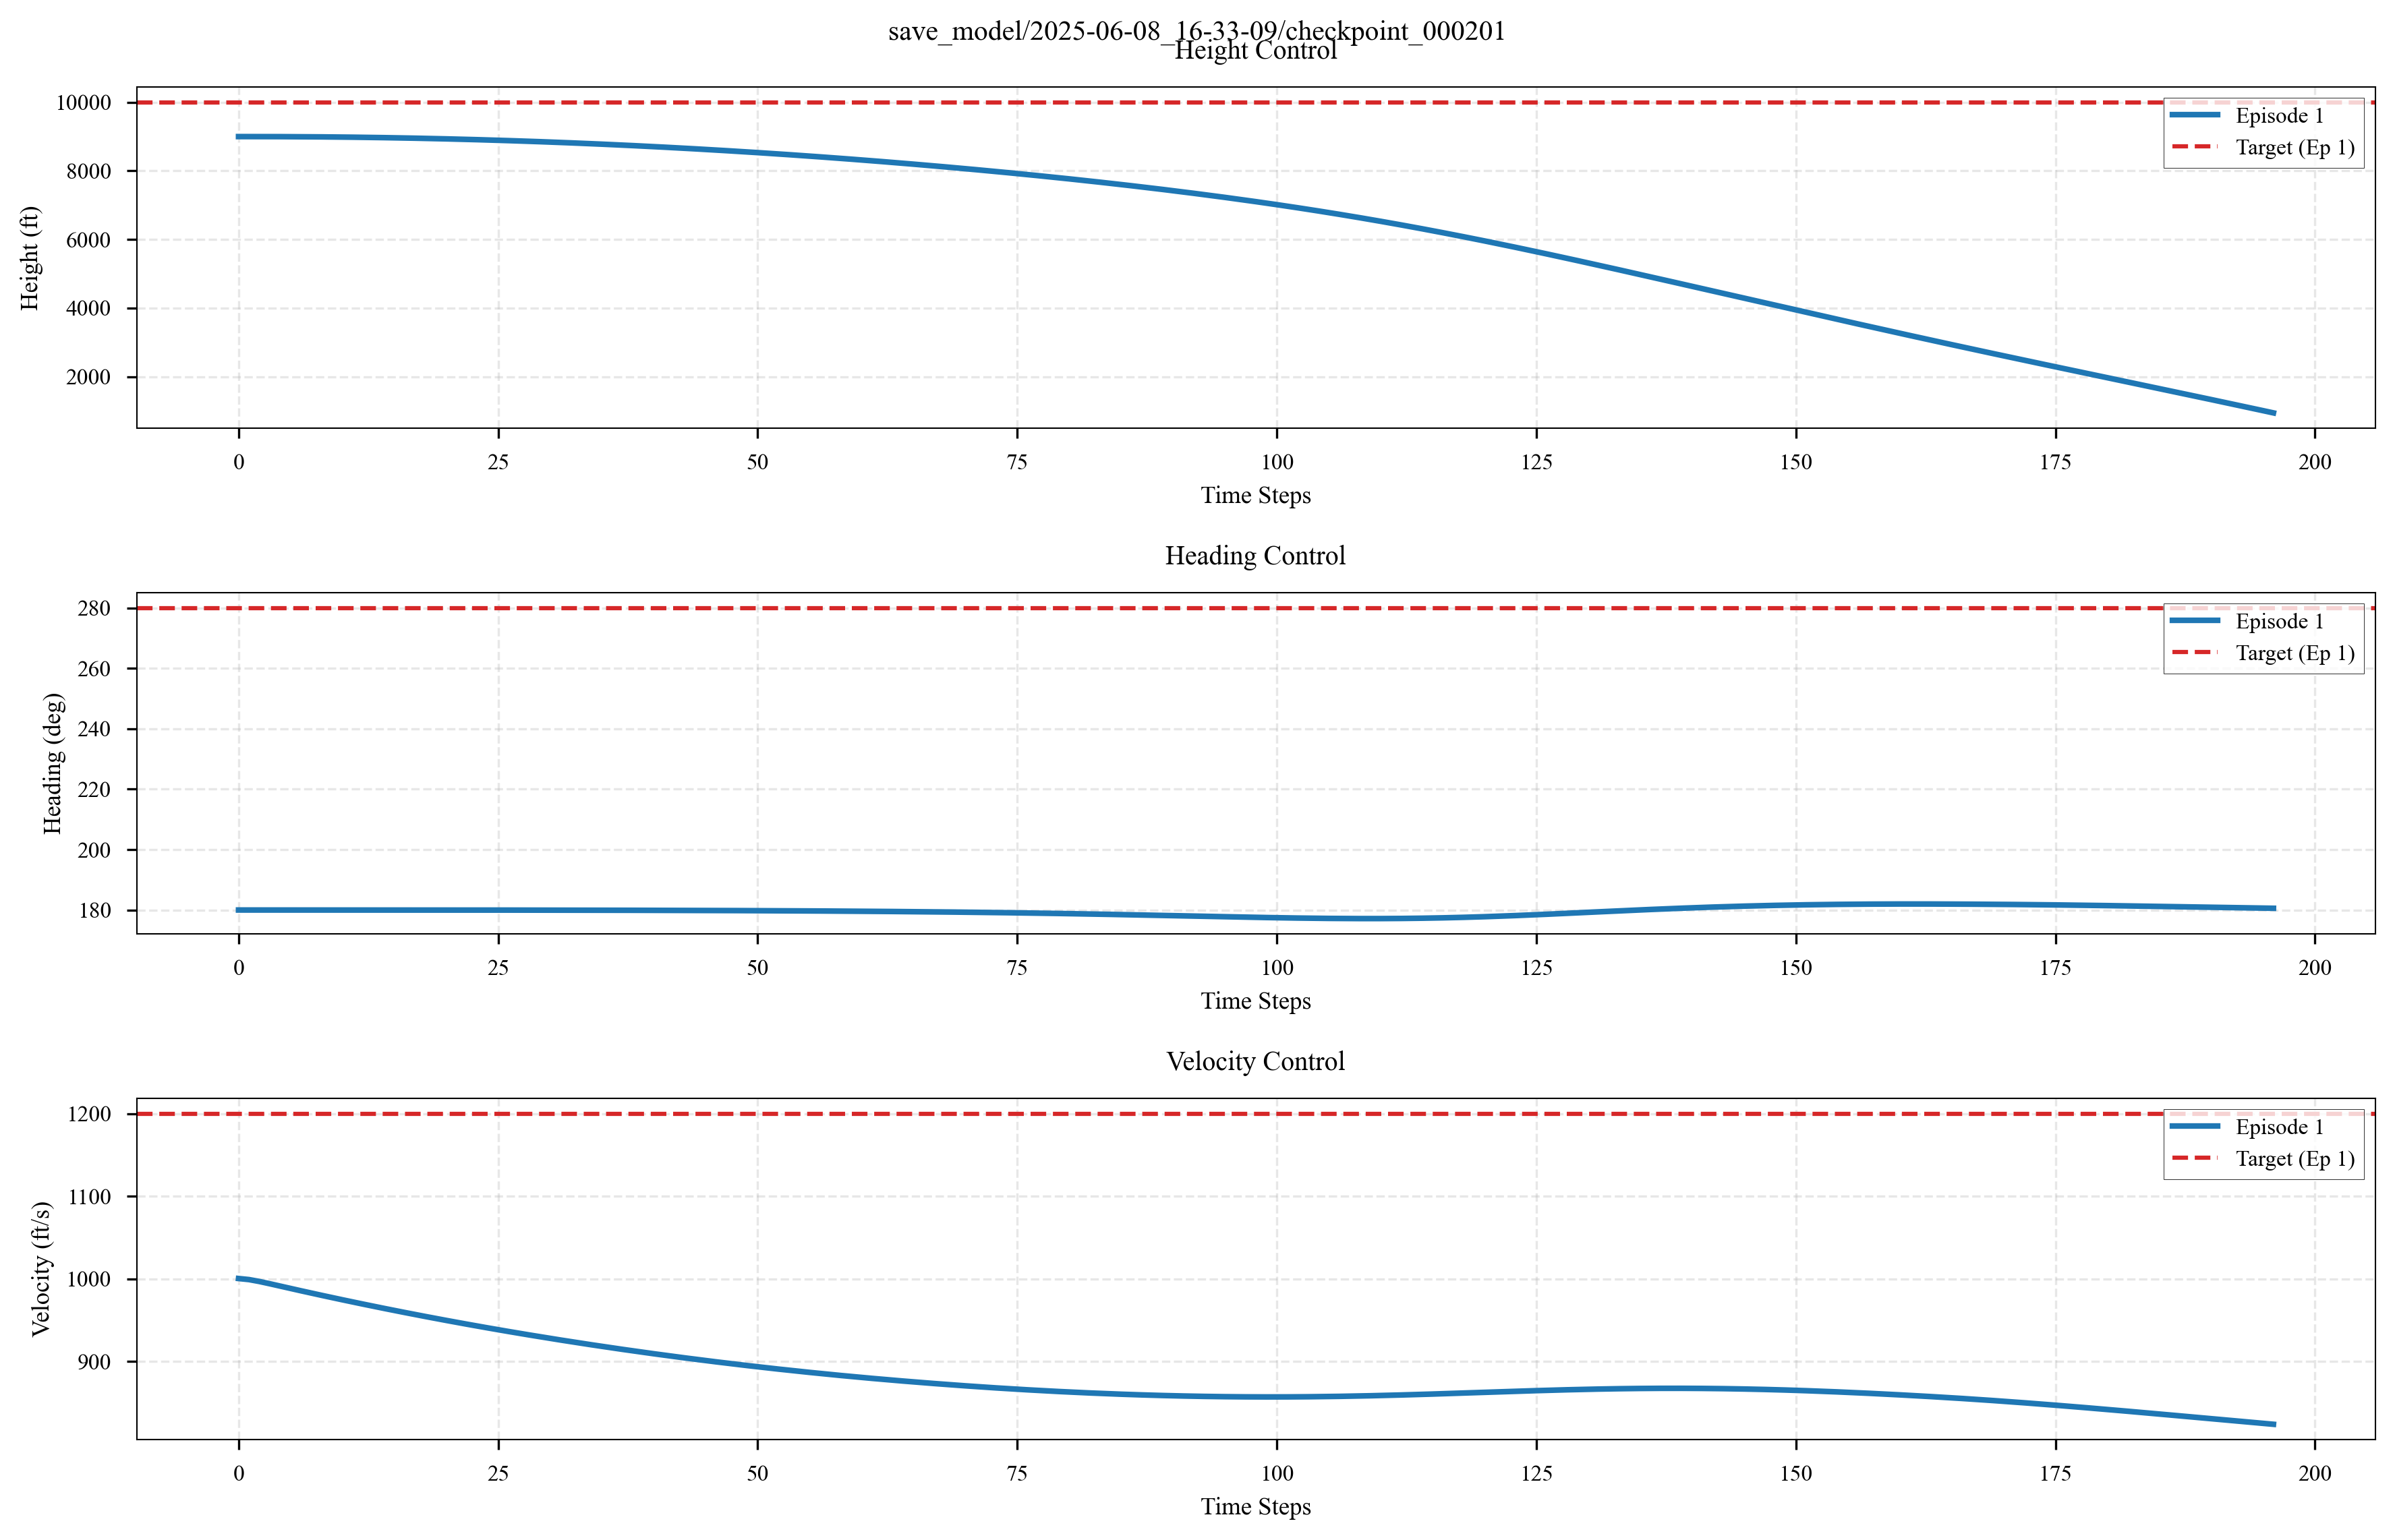 save_model/2025-06-08_16-33-09/checkpoint_000201
Height Control
10000
8000
6000
4000
2000
Height (ft)
Episode 1
Target (Ep 1)
0 25 50 75 100 125 150 175 200
Time Steps
Heading Control
280
260
240
220
200
180
Heading (deg)
Episode 1
Target (Ep 1)
0 25 50 75 100 125 150 175 200
Time Steps
Velocity Control
1200
1100
1000
900
Velocity (ft/s)
Episode 1
Target (Ep 1)
0 25 50 75 100 125 150 175 200
Time Steps